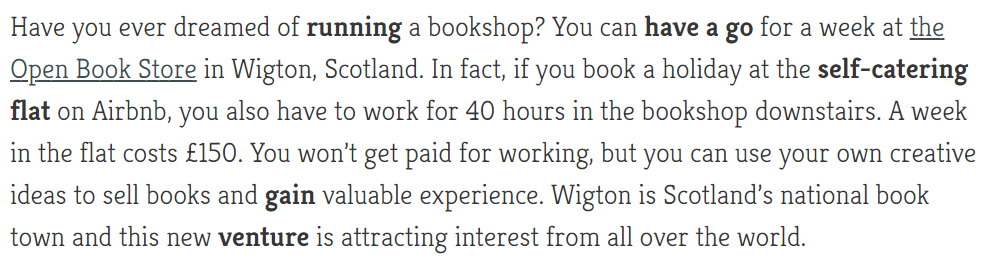 Have you ever dreamed of running a bookshop? You can have a go for a week at the
Open Book Store in Wigton, Scotland. In fact, if you book a holiday at the self-catering
flat on Airbnb, you also have to work for 40 hours in the bookshop downstairs. A week
in the flat costs £150. You won't get paid for working, but you can use your own creative
ideas to sell books and gain valuable experience. Wigton is Scotland's national book
town and this new venture is attracting interest from all over the world.